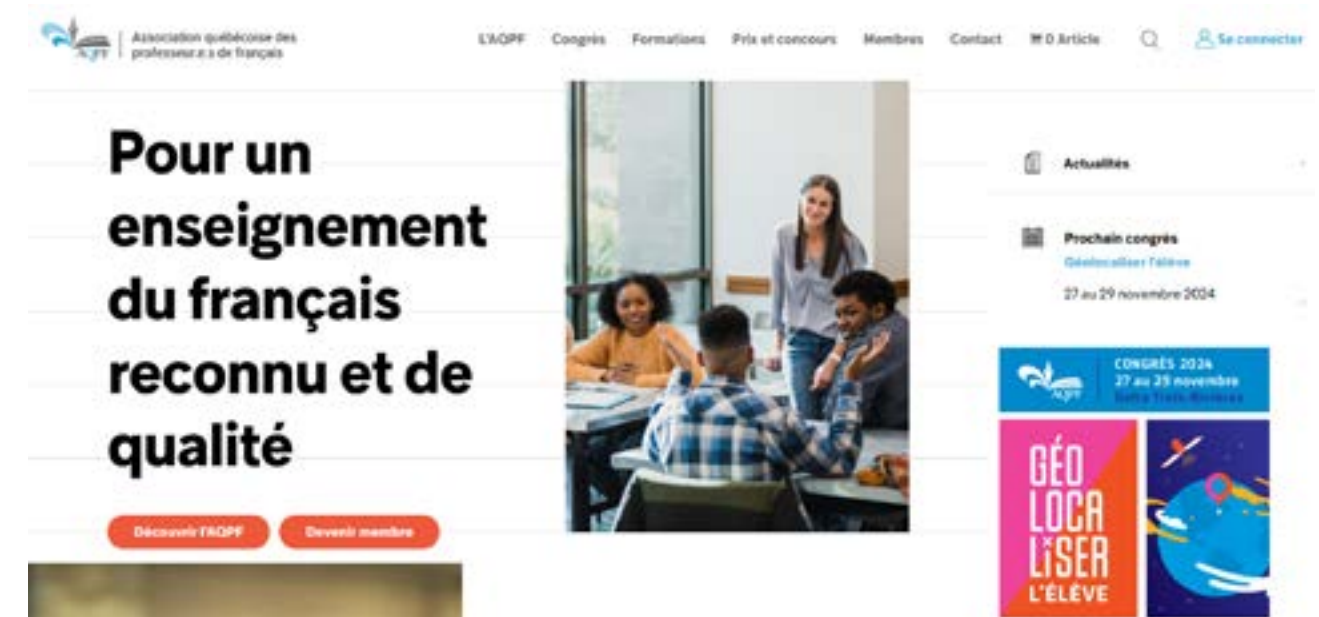 AQPF
Association québécoise des
professeur.e.s de français
L'AQPF Congrès Formations Prix et concours Membres Contact 0 Article Se connecter
Pour un
enseignement
du français
reconnu et de
qualité
Découvrir l'AQPF Devenir membre
Actualités
Prochain congrès
Géolocaliser l'élève
27 au 29 novembre 2024
AQPF
CONGRÈS 2024
27 au 29 novembre
Delta Trois-Rivières
GÉO
LOCA
LiSER
L'ÉLÈVE